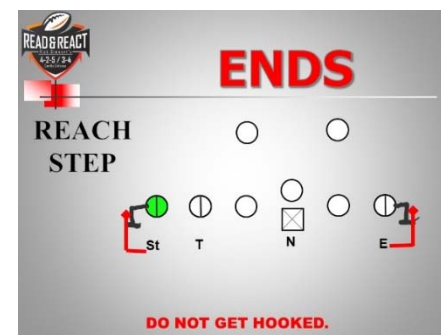 READ&REACT
4-2-5 / 3-4
ENDS
REACH
STEP
St T N E
DO NOT GET HOOKED.